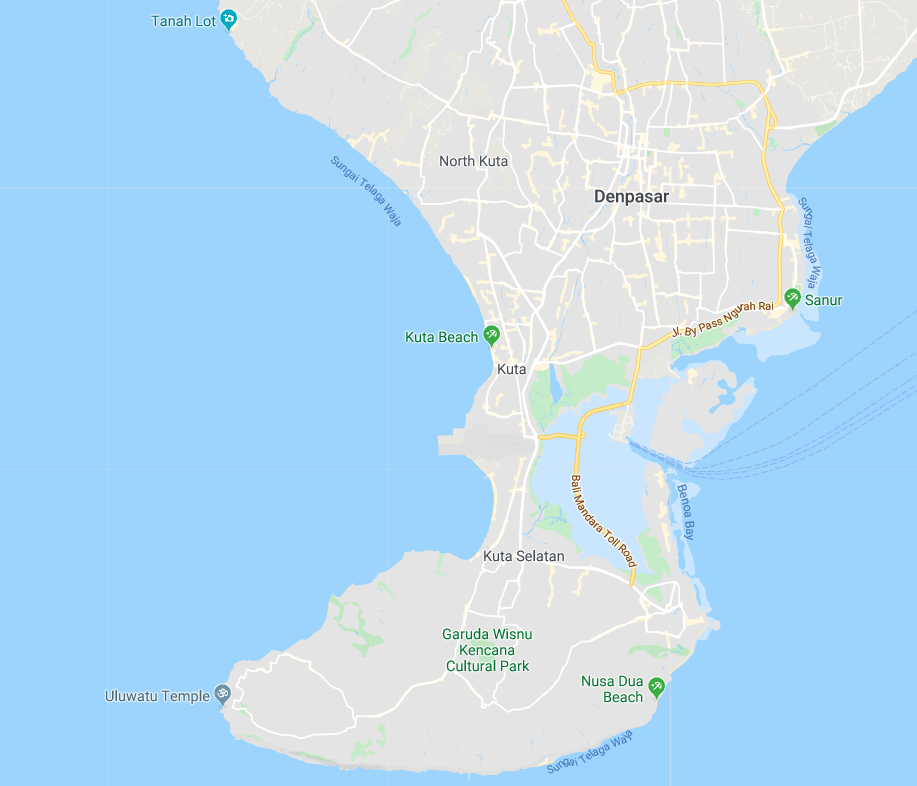 Tanah Lot
North Kuta
Sungai Telaga Waja
Denpasar
Sungai Telaga Waja
Sanur
Jl. By Pass Ngurah Rai
Kuta Beach
Kuta
Benoa Bay
Bali Mandara Toll Road
Kuta Selatan
Garuda Wisnu
Kencana
Cultural Park
Nusa Dua
Beach
Uluwatu Temple
Sungai Telaga Waja